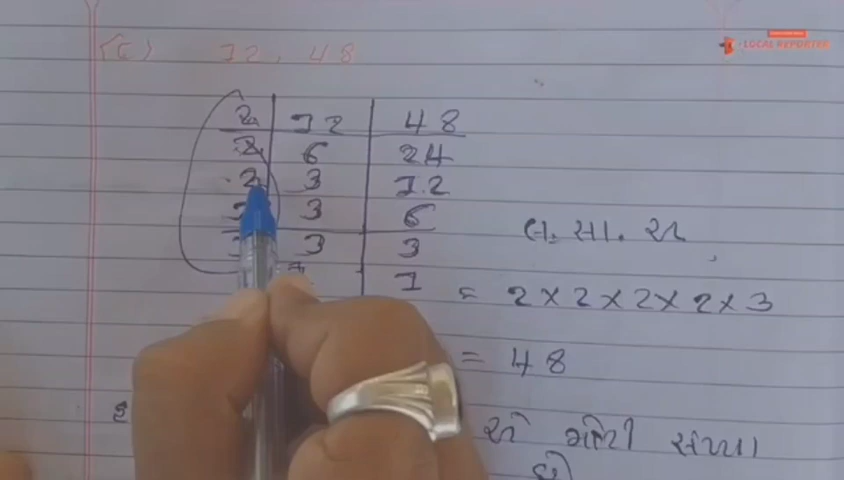 LOCAL REPORTER
(C) 12, 48
2 12 48
2 6 24
2 3 12
3 6
3 3
1
લ. સા. અ
= 2 × 2 × 2 × 2 × 3
= 48
મોટી સંખ્યા